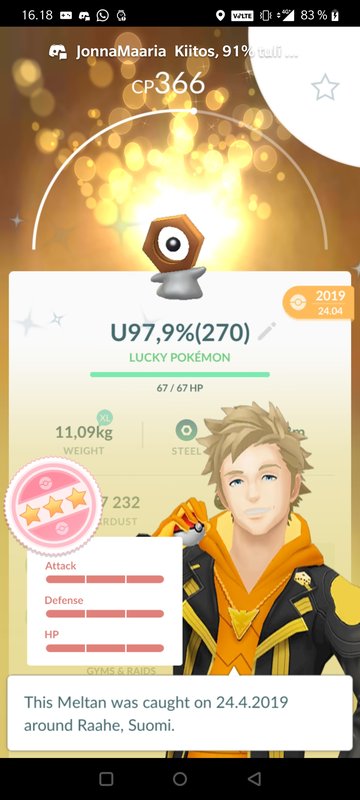 16.18 VoLTE 4G+ 83 %
JonnaMaaria Kiitos, 91% tuli ...
CP366
2019
24.04
U97,9%(270)
LUCKY POKÉMON
67 / 67 HP
XL
11,09kg
WEIGHT
STEEL
m
7 232
RDUST
Attack
Defense
HP
GYMS & RAIDS
This Meltan was caught on 24.4.2019
around Raahe, Suomi.